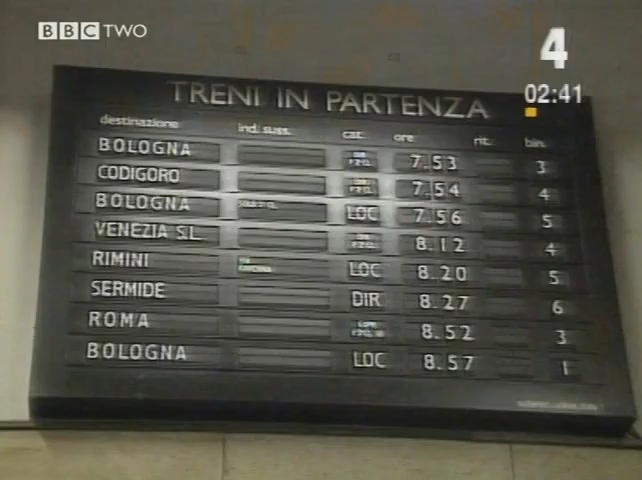 BBC TWO
4
02:41
TRENI IN PARTENZA
destinazione ind. suss. cat. ore rit. bin.
BOLOGNA 7.53 3
CODIGORO 7.54 4
BOLOGNA LOC 7.56 5
VENEZIA S.L. 8.12 4
RIMINI LOC 8.20 5
SERMIDE DIR 8.27 6
ROMA 8.52 3
BOLOGNA LOC 8.57 1